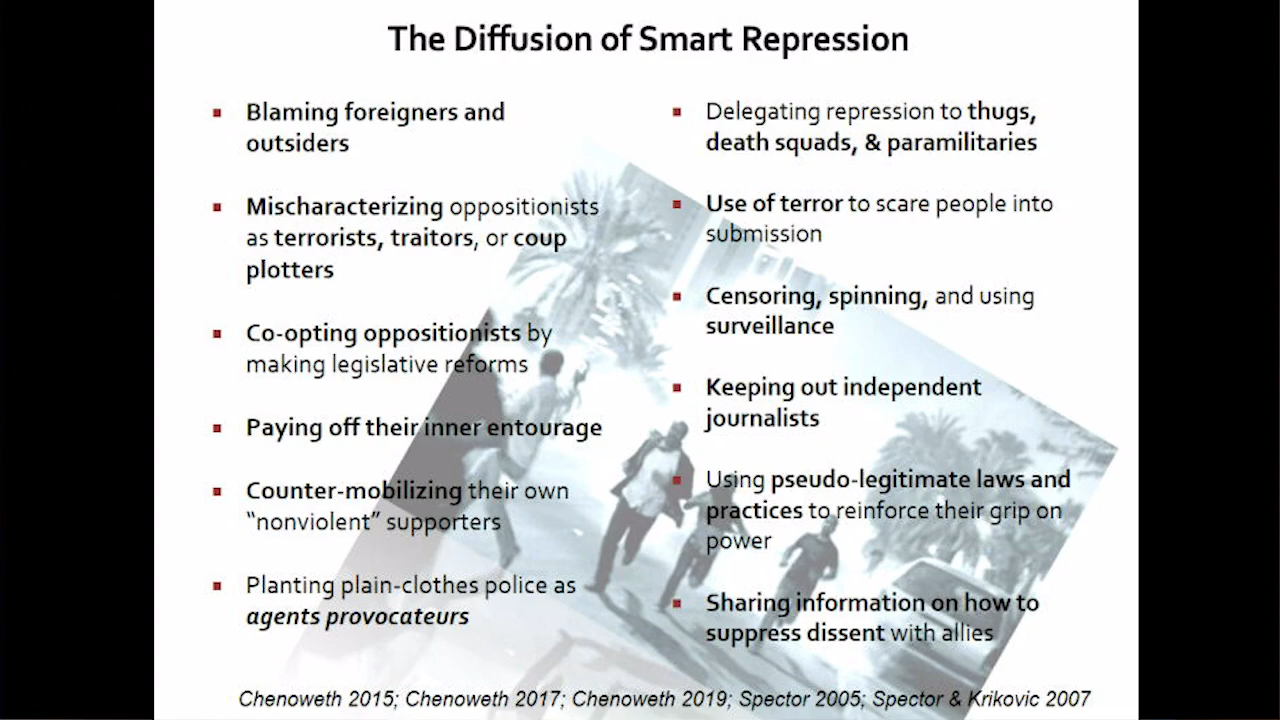 The Diffusion of Smart Repression
▪ Blaming foreigners and
outsiders
▪ Mischaracterizing oppositionists
as terrorists, traitors, or coup
plotters
▪ Co-opting oppositionists by
making legislative reforms
▪ Paying off their inner entourage
▪ Counter-mobilizing their own
“nonviolent” supporters
▪ Planting plain-clothes police as
agents provocateurs
▪ Delegating repression to thugs,
death squads, & paramilitaries
▪ Use of terror to scare people into
submission
▪ Censoring, spinning, and using
surveillance
▪ Keeping out independent
journalists
▪ Using pseudo-legitimate laws and
practices to reinforce their grip on
power
▪ Sharing information on how to
suppress dissent with allies
Chenoweth 2015; Chenoweth 2017; Chenoweth 2019; Spector 2005; Spector & Krikovic 2007